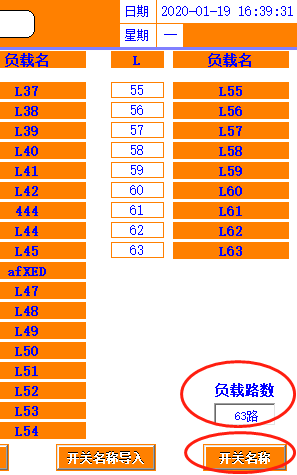 日期 2020-01-19 16:39:31
星期 一
负载名 L 负载名
L37 55 L55
L38 56 L56
L39 57 L57
L40 58 L58
L41 59 L59
L42 60 L60
444 61 L61
L44 62 L62
L45 63 L63
afXED
L47
L48
L49
L50
L51
L52
L53
L54
负载路数
63路
开关名称导入 开关名称